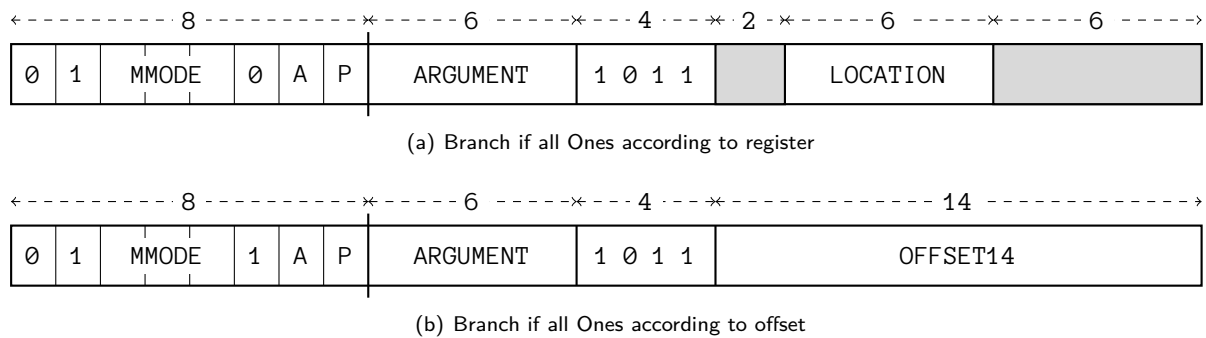 8 6 4 2 6 6
0 1 MMODE 0 A P ARGUMENT 1 0 1 1 LOCATION
(a) Branch if all Ones according to register
8 6 4 14
0 1 MMODE 1 A P ARGUMENT 1 0 1 1 OFFSET14
(b) Branch if all Ones according to offset